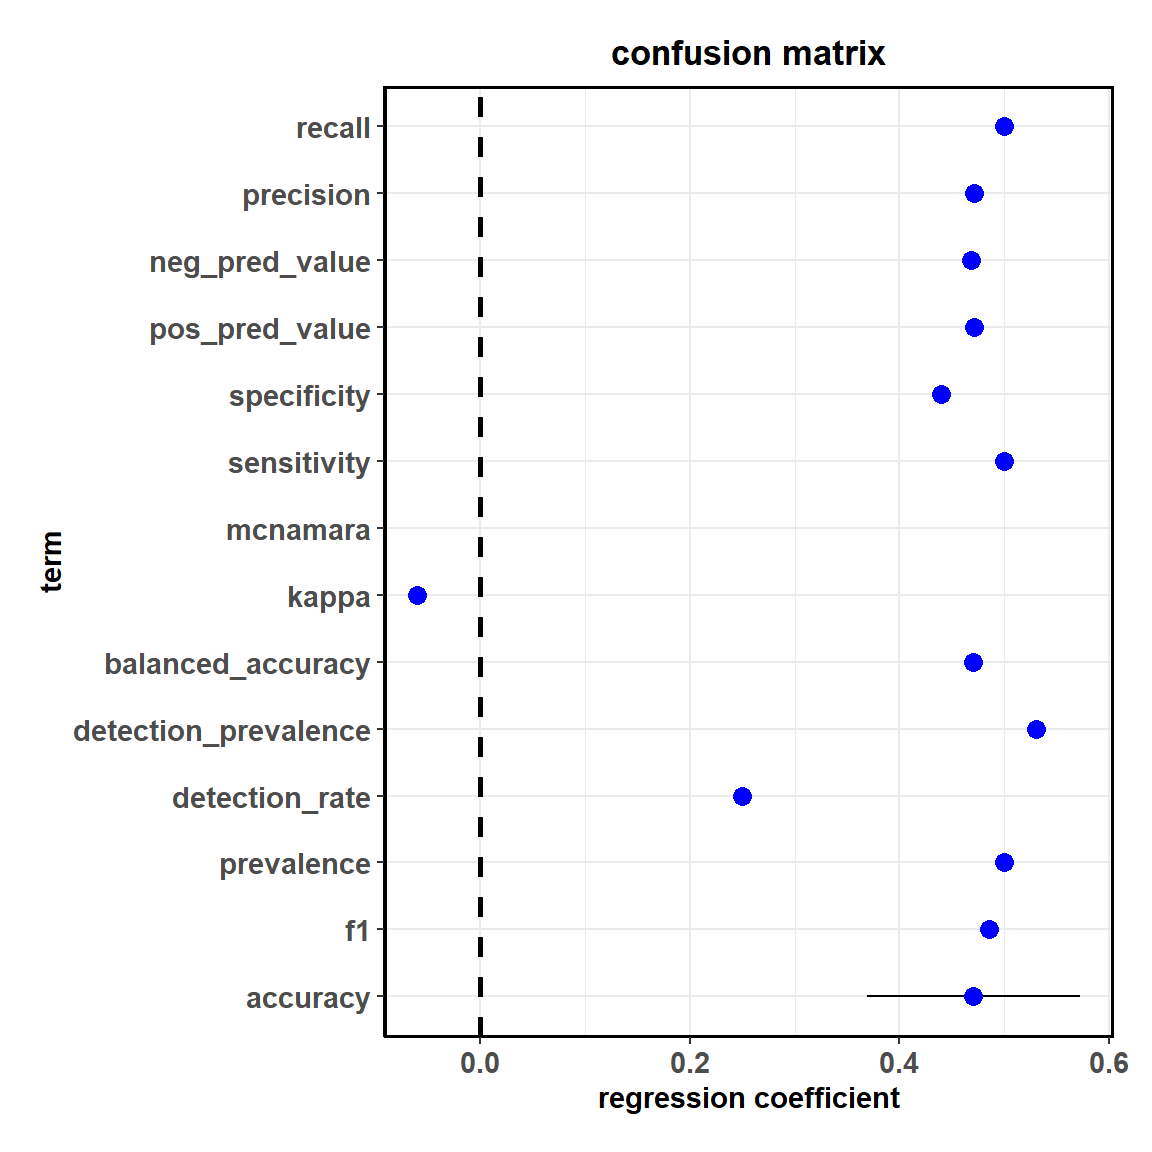 confusion matrix
recall
precision
neg_pred_value
pos_pred_value
specificity
sensitivity
mcnamara
kappa
balanced_accuracy
detection_prevalence
detection_rate
prevalence
f1
accuracy
term
0.0 0.2 0.4 0.6
regression coefficient